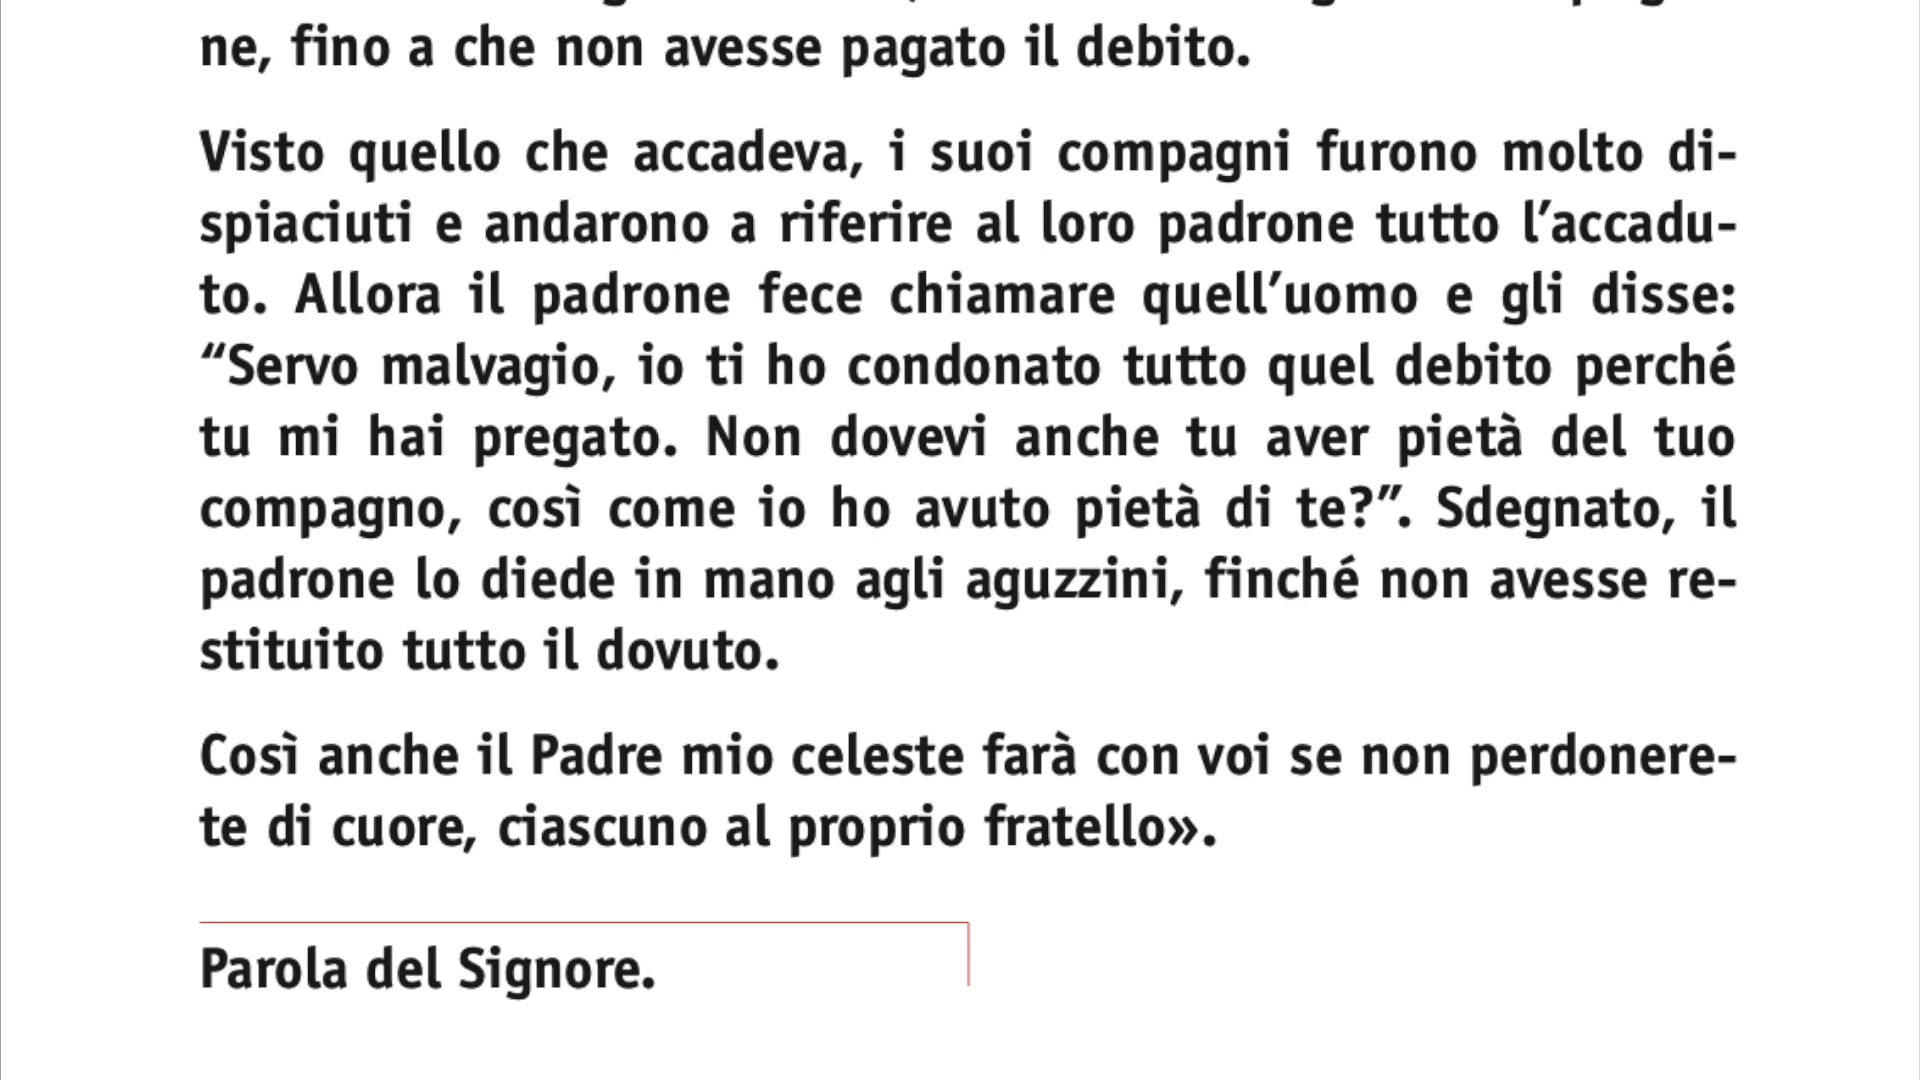 ne, fino a che non avesse pagato il debito.
Visto quello che accadeva, i suoi compagni furono molto di-
spiaciuti e andarono a riferire al loro padrone tutto l’accadu-
to. Allora il padrone fece chiamare quell’uomo e gli disse:
“Servo malvagio, io ti ho condonato tutto quel debito perché
tu mi hai pregato. Non dovevi anche tu aver pietà del tuo
compagno, così come io ho avuto pietà di te?”. Sdegnato, il
padrone lo diede in mano agli aguzzini, finché non avesse re-
stituito tutto il dovuto.
Così anche il Padre mio celeste farà con voi se non perdonere-
te di cuore, ciascuno al proprio fratello».
Parola del Signore.